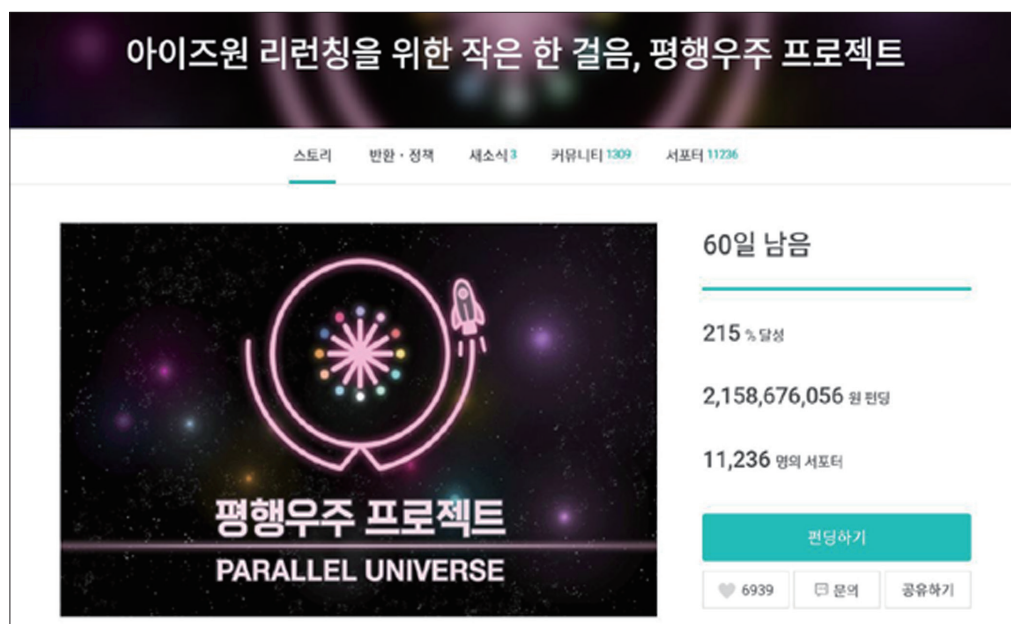 아이즈원 리런칭을 위한 작은 한 걸음, 평행우주 프로젝트
스토리 반환·정책 새소식 3 커뮤니티 1309 서포터 11236
60일 남음
215 % 달성
2,158,676,056 원 펀딩
11,236 명의 서포터
펀딩하기
6939 문의 공유하기
평행우주 프로젝트
PARALLEL UNIVERSE